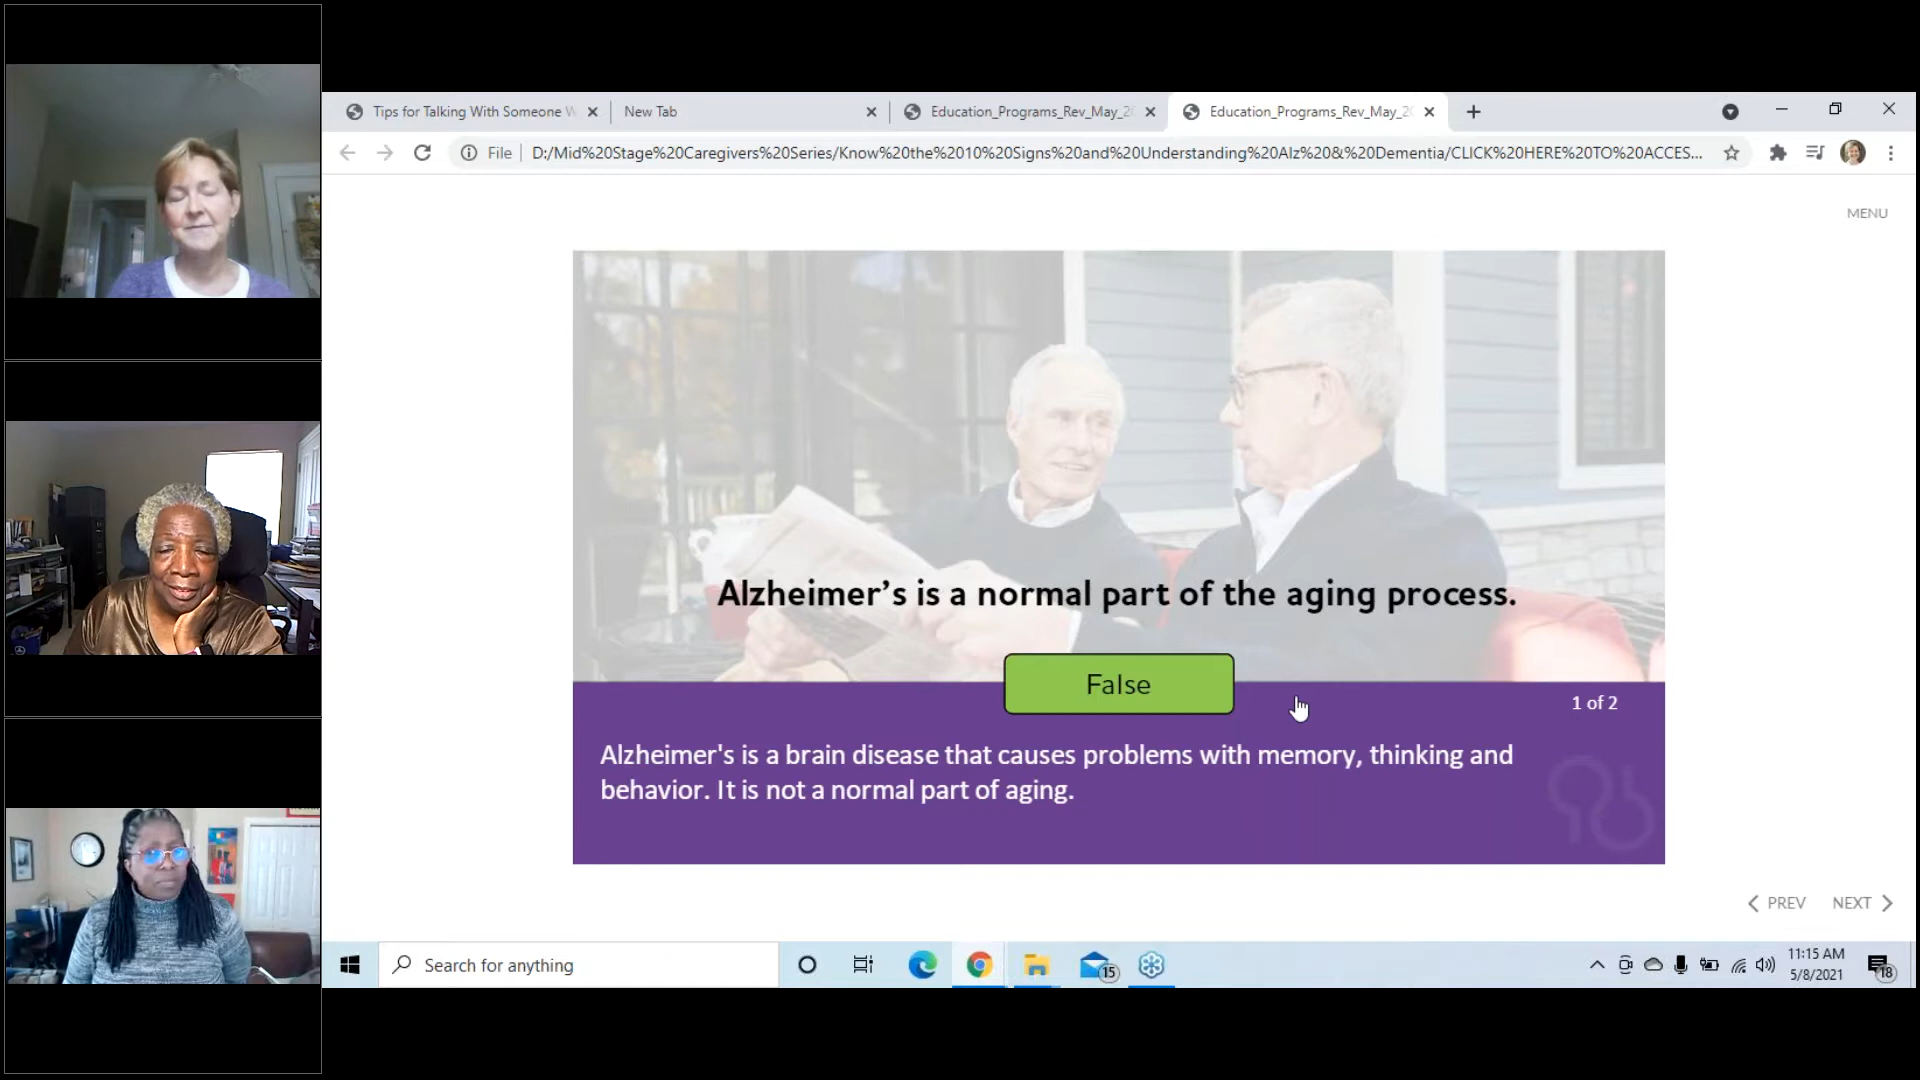 Tips for Talking With Someone W
New Tab
Education_Programs_Rev_May_20
Education_Programs_Rev_May_20
File
D:/Mid%20Stage%20Caregivers%20Series/Know%20the%2010%20Signs%20and%20Understanding%20Alz%20&%20Dementia/CLICK%20HERE%20TO%20ACCES...
MENU
Alzheimer’s is a normal part of the aging process.
False
1 of 2
Alzheimer's is a brain disease that causes problems with memory, thinking and
behavior. It is not a normal part of aging.
PREV
NEXT
Search for anything
15
11:15 AM
5/8/2021
18